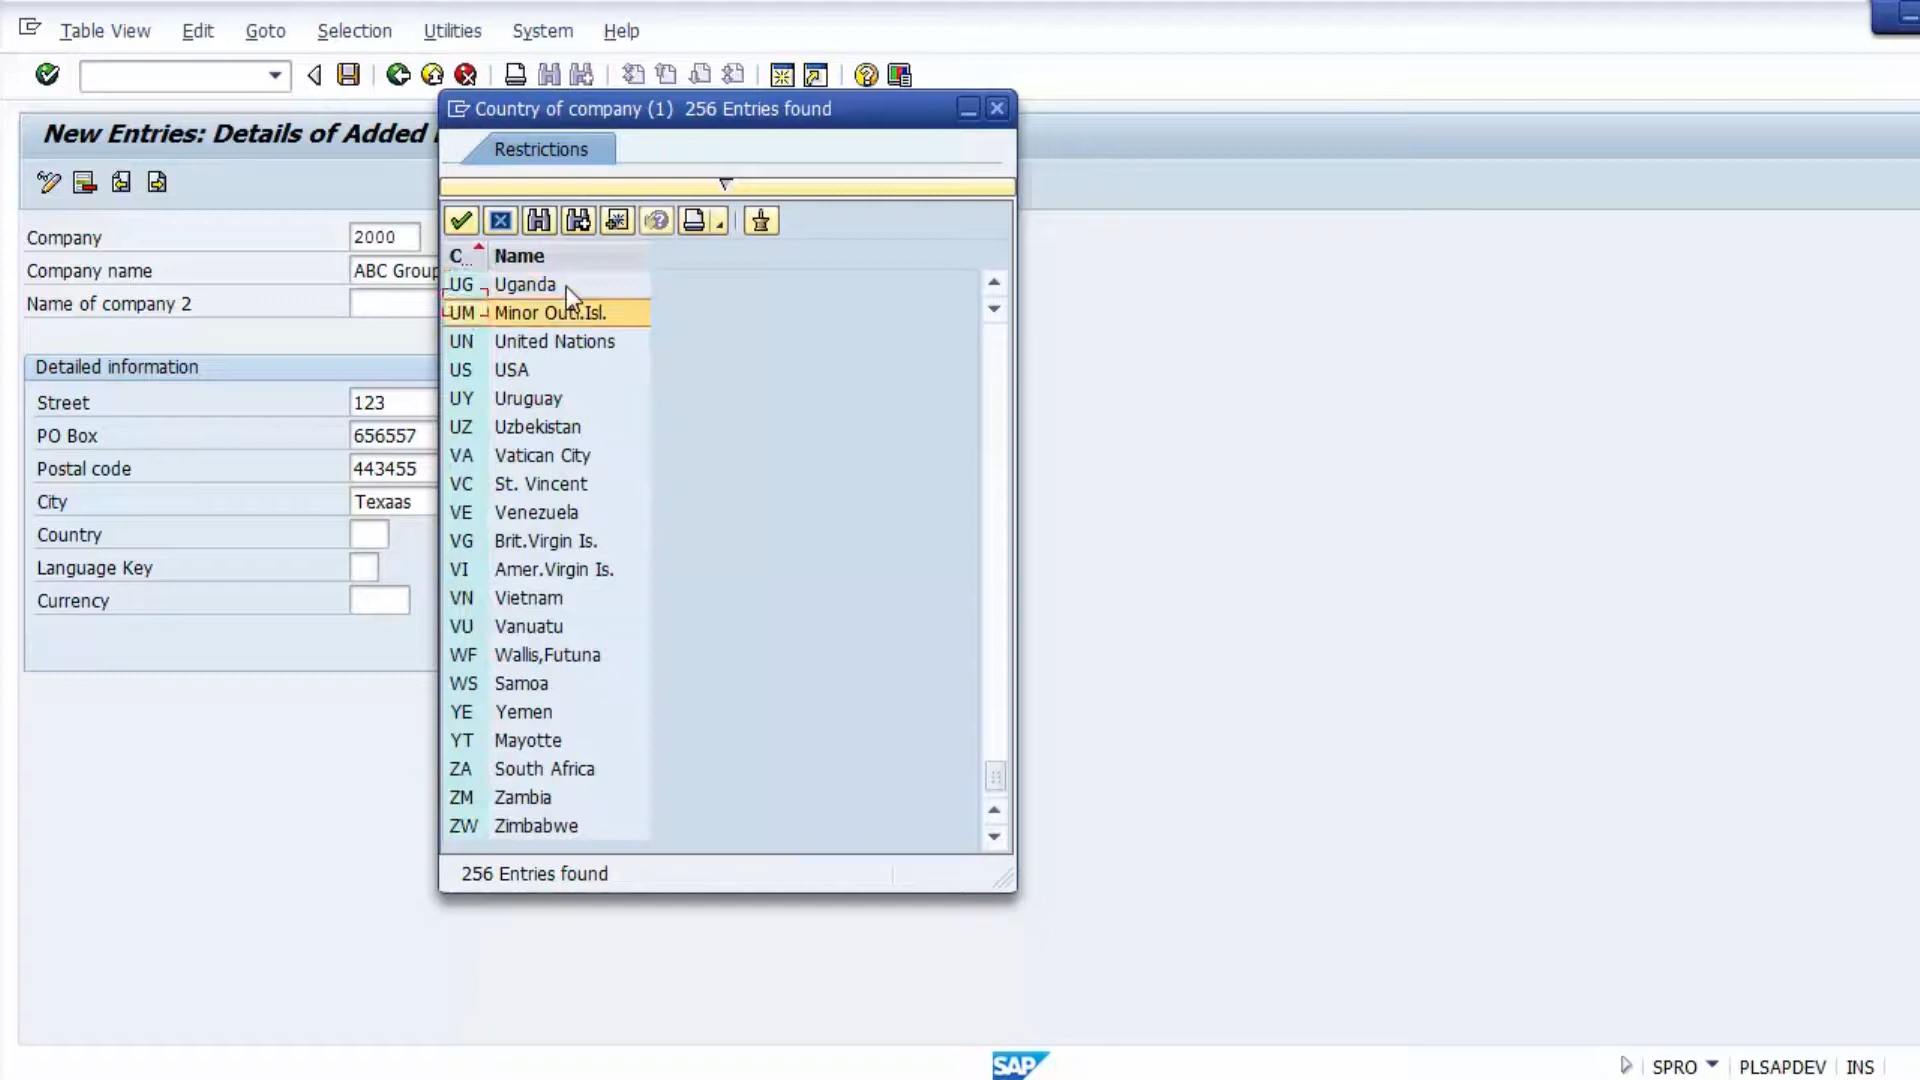 Table View Edit Goto Selection Utilities System Help
New Entries: Details of Added
Company 2000
Company name ABC Group
Name of company 2
Detailed information
Street 123
PO Box 656557
Postal code 443455
City Texaas
Country
Language Key
Currency
Country of company (1) 256 Entries found
Restrictions
C... Name
UG Uganda
UM Minor Outl.Isl.
UN United Nations
US USA
UY Uruguay
UZ Uzbekistan
VA Vatican City
VC St. Vincent
VE Venezuela
VG Brit.Virgin Is.
VI Amer.Virgin Is.
VN Vietnam
VU Vanuatu
WF Wallis,Futuna
WS Samoa
YE Yemen
YT Mayotte
ZA South Africa
ZM Zambia
ZW Zimbabwe
256 Entries found
SAP SPRO PLSAPDEV INS